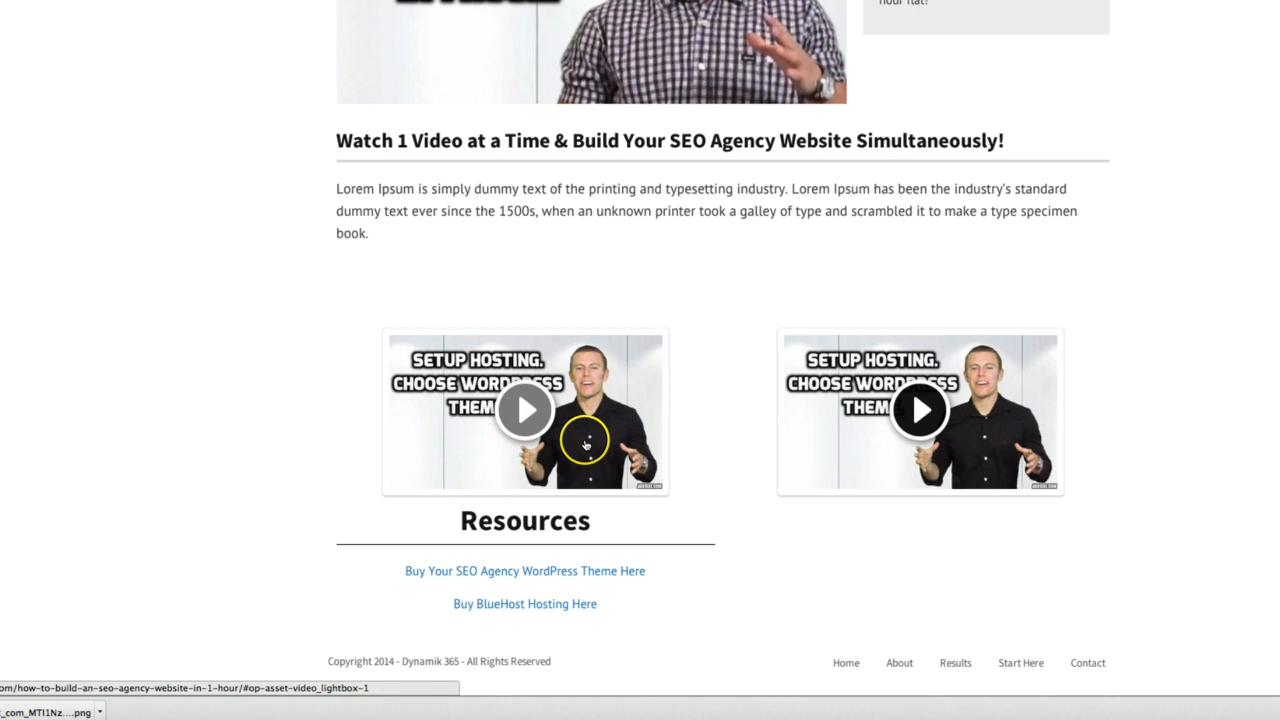 hour flat!
Watch 1 Video at a Time & Build Your SEO Agency Website Simultaneously!
Lorem Ipsum is simply dummy text of the printing and typesetting industry. Lorem Ipsum has been the industry's standard
dummy text ever since the 1500s, when an unknown printer took a galley of type and scrambled it to make a type specimen
book.
SETUP HOSTING.
CHOOSE WORDPRESS
THEM
SETUP HOSTING.
CHOOSE WORDPRESS
THEM
Resources
Buy Your SEO Agency WordPress Theme Here
Buy BlueHost Hosting Here
Copyright 2014 - Dynamik 365 - All Rights Reserved
Home About Results Start Here Contact
om/how-to-build-an-seo-agency-website-in-1-hour/#op-asset-video_lightbox-1
t_com_MTI1Nz....png